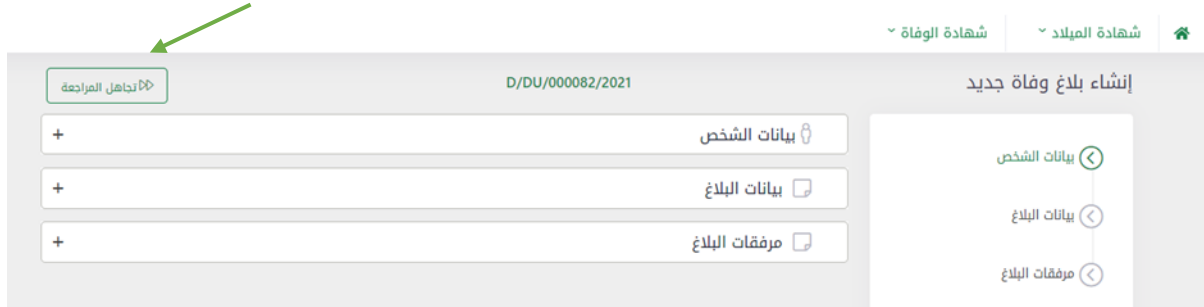 شهادة الميلاد
شهادة الوفاة
إنشاء بلاغ وفاة جديد
D/DU/000082/2021
تجاهل المراجعة
بيانات الشخص
بيانات البلاغ
مرفقات البلاغ
بيانات الشخص
+
بيانات البلاغ
+
مرفقات البلاغ
+